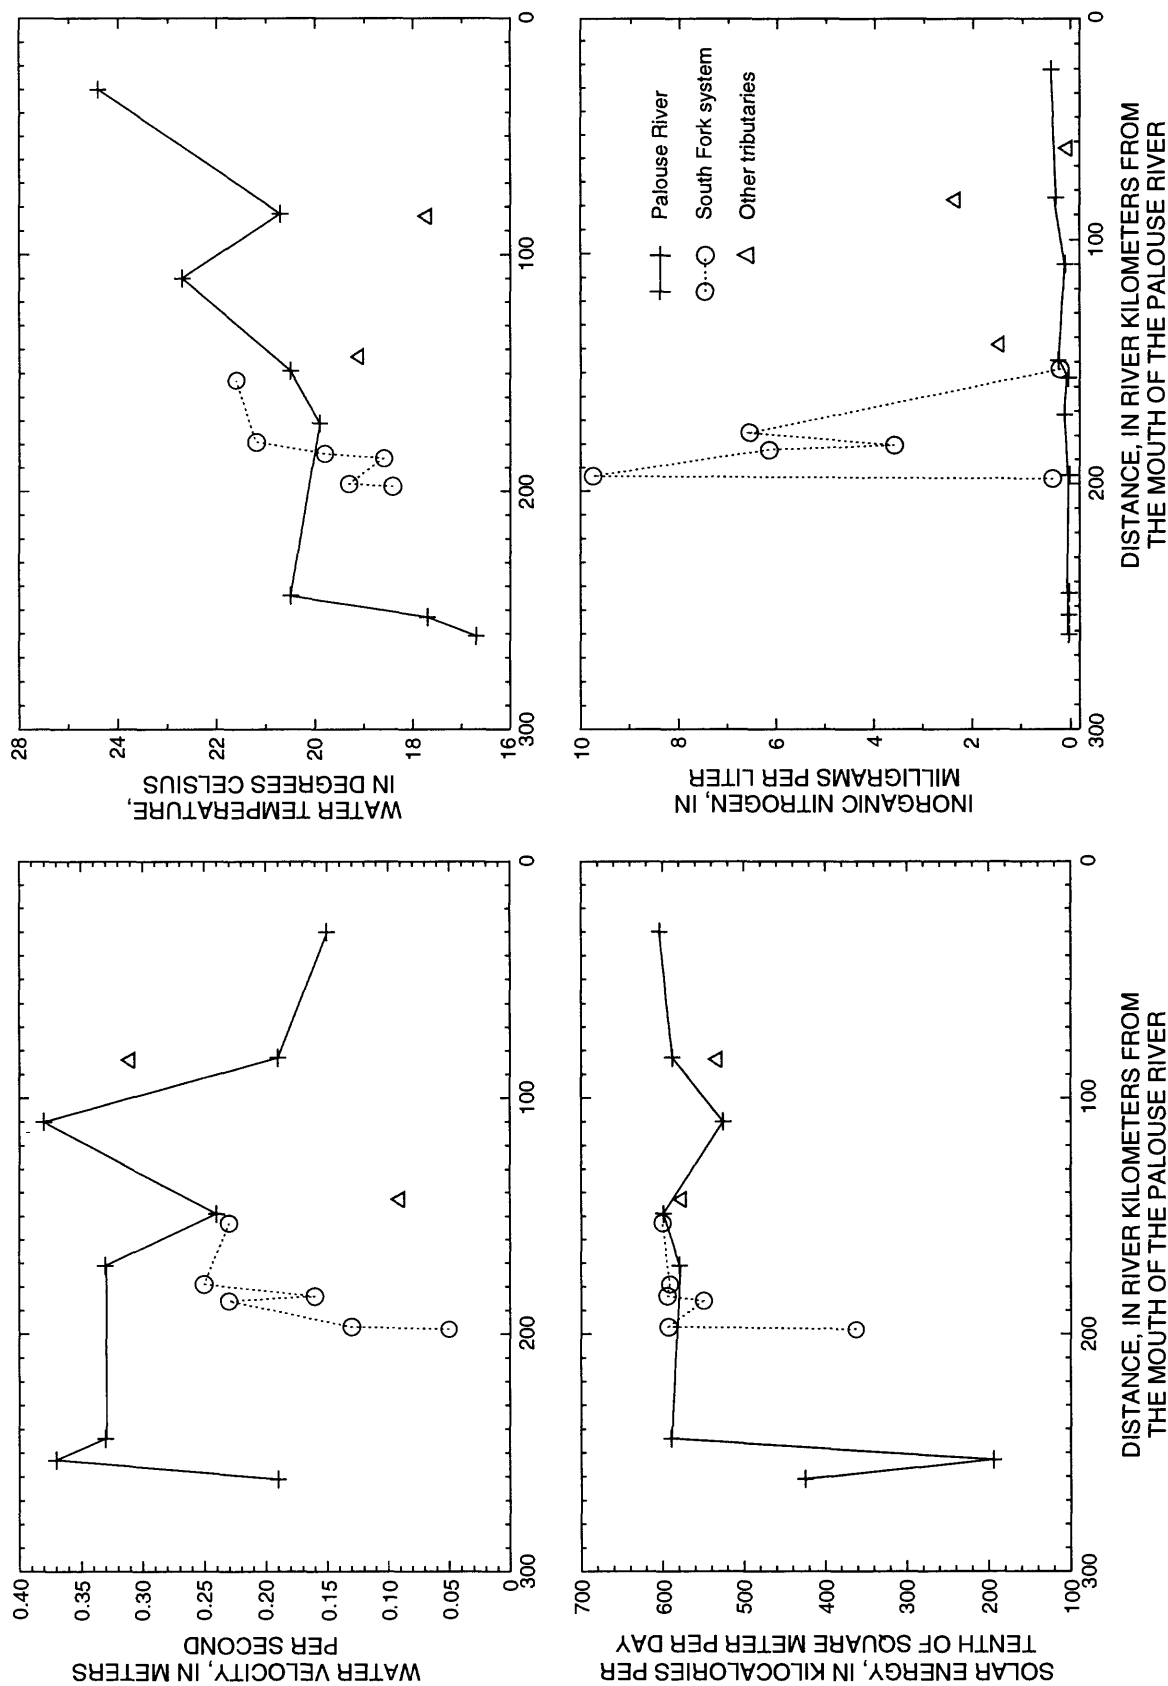 WATER VELOCITY, IN METERS
PER SECOND
0.40
0.35
0.30
0.25
0.20
0.15
0.10
0.05
0
300
200
100
0
WATER TEMPERATURE,
IN DEGREES CELSIUS
28
24
20
18
16
300
200
100
0
SOLAR ENERGY, IN KILOCALORIES PER
TENTH OF SQUARE METER PER DAY
700
600
500
400
300
200
100
300
200
100
0
DISTANCE, IN RIVER KILOMETERS FROM
THE MOUTH OF THE PALOUSE RIVER
INORGANIC NITROGEN, IN
MILLIGRAMS PER LITER
10
8
6
4
2
0
Palouse River
South Fork system
Other tributaries
300
200
100
0
DISTANCE, IN RIVER KILOMETERS FROM
THE MOUTH OF THE PALOUSE RIVER